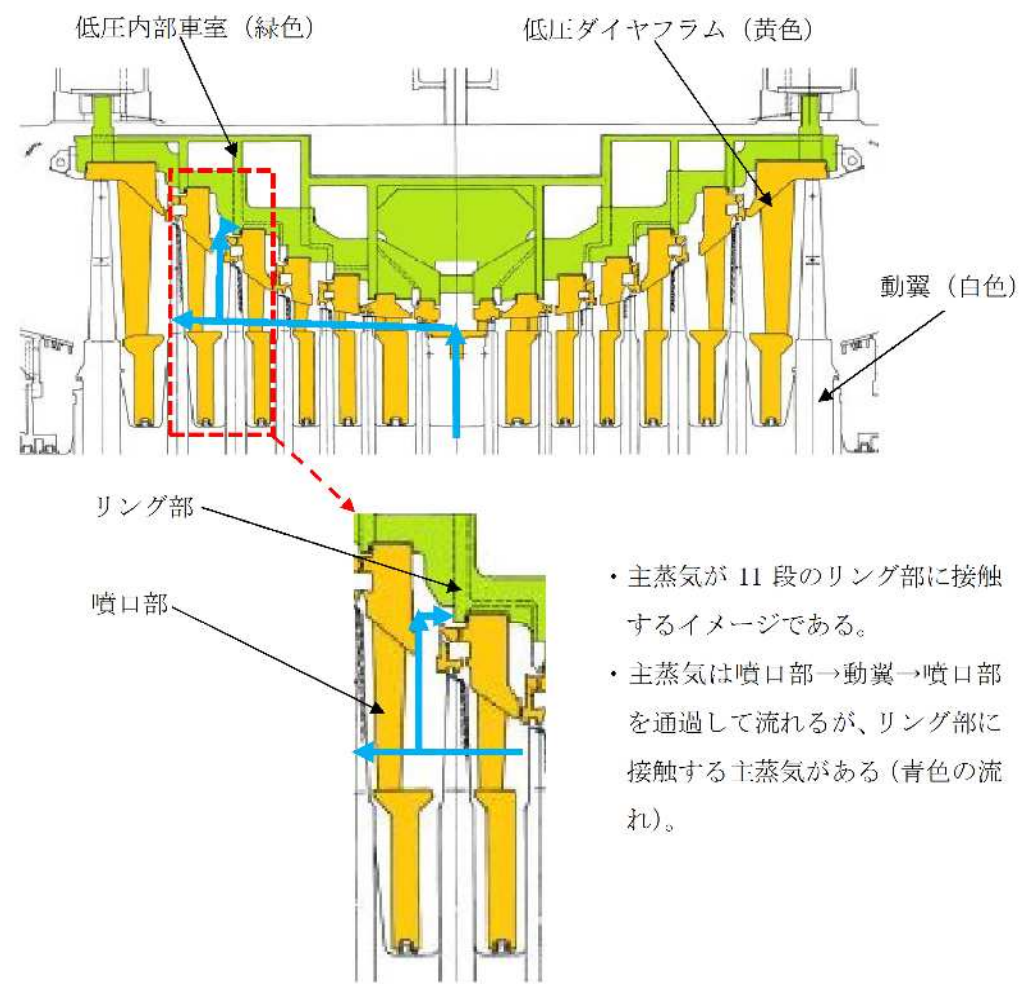 低圧内部車室（緑色）
低圧ダイヤフラム（黄色）
動翼（白色）
リング部
噴口部
・主蒸気が 11 段のリング部に接触
するイメージである。
・主蒸気は噴口部→動翼→噴口部
を通過して流れるが、リング部に
接触する主蒸気がある（青色の流
れ）。